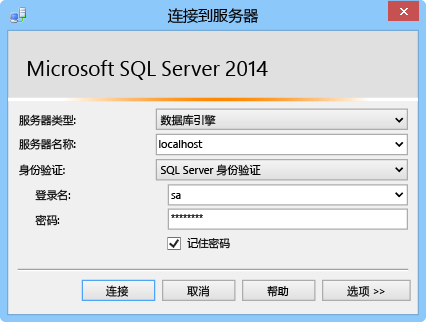 连接到服务器
Microsoft SQL Server 2014
服务器类型: 数据库引擎
服务器名称: localhost
身份验证: SQL Server 身份验证
登录名: sa
密码: ********
记住密码
连接 取消 帮助 选项 >>